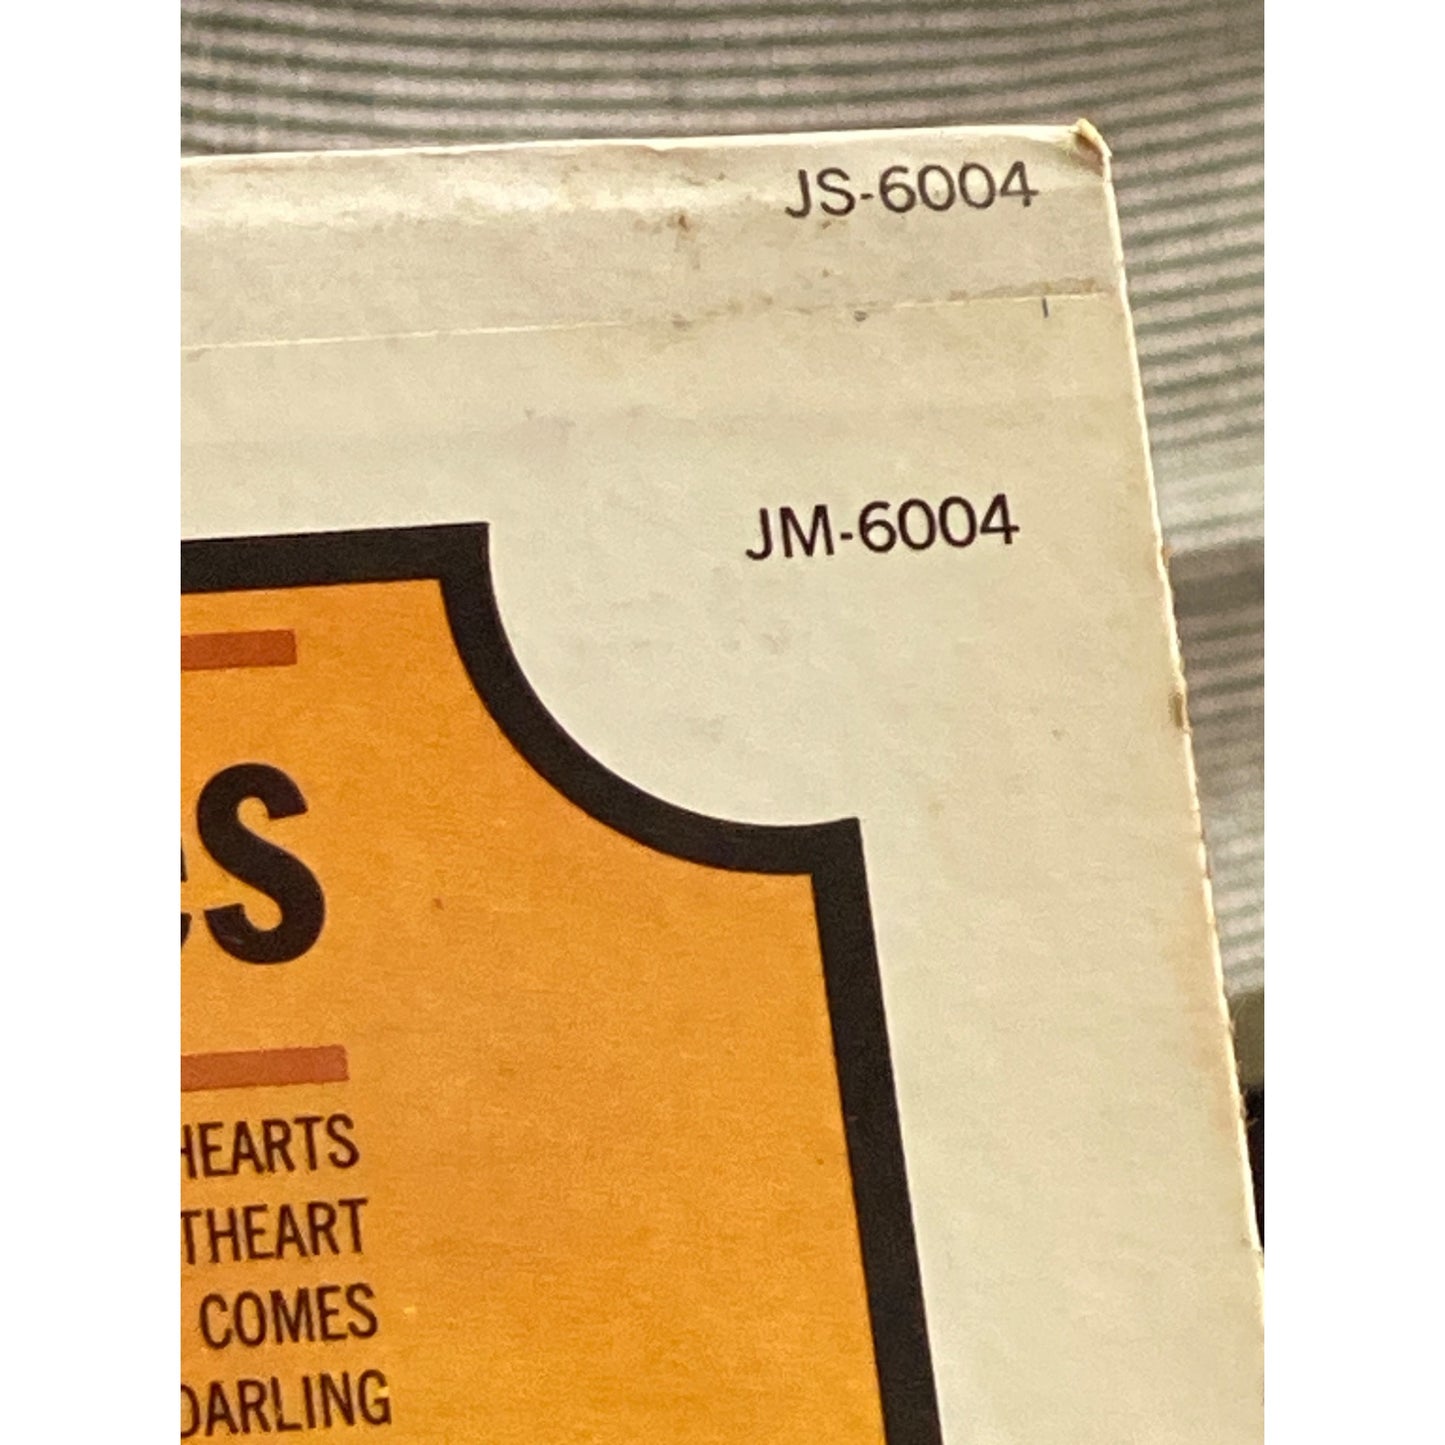 JS-6004
JM-6004
es
HEARTS
THEART
COMES
DARLING